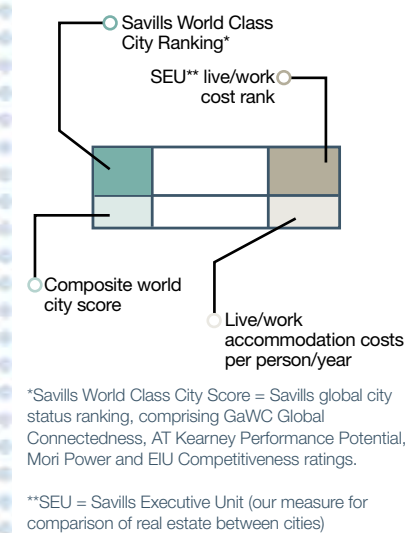 Savills World Class
City Ranking*
SEU** live/work
cost rank
Composite world
city score
Live/work
accommodation costs
per person/year
*Savills World Class City Score = Savills global city
status ranking, comprising GaWC Global
Connectedness, AT Kearney Performance Potential,
Mori Power and EIU Competitiveness ratings.
**SEU = Savills Executive Unit (our measure for
comparison of real estate between cities)